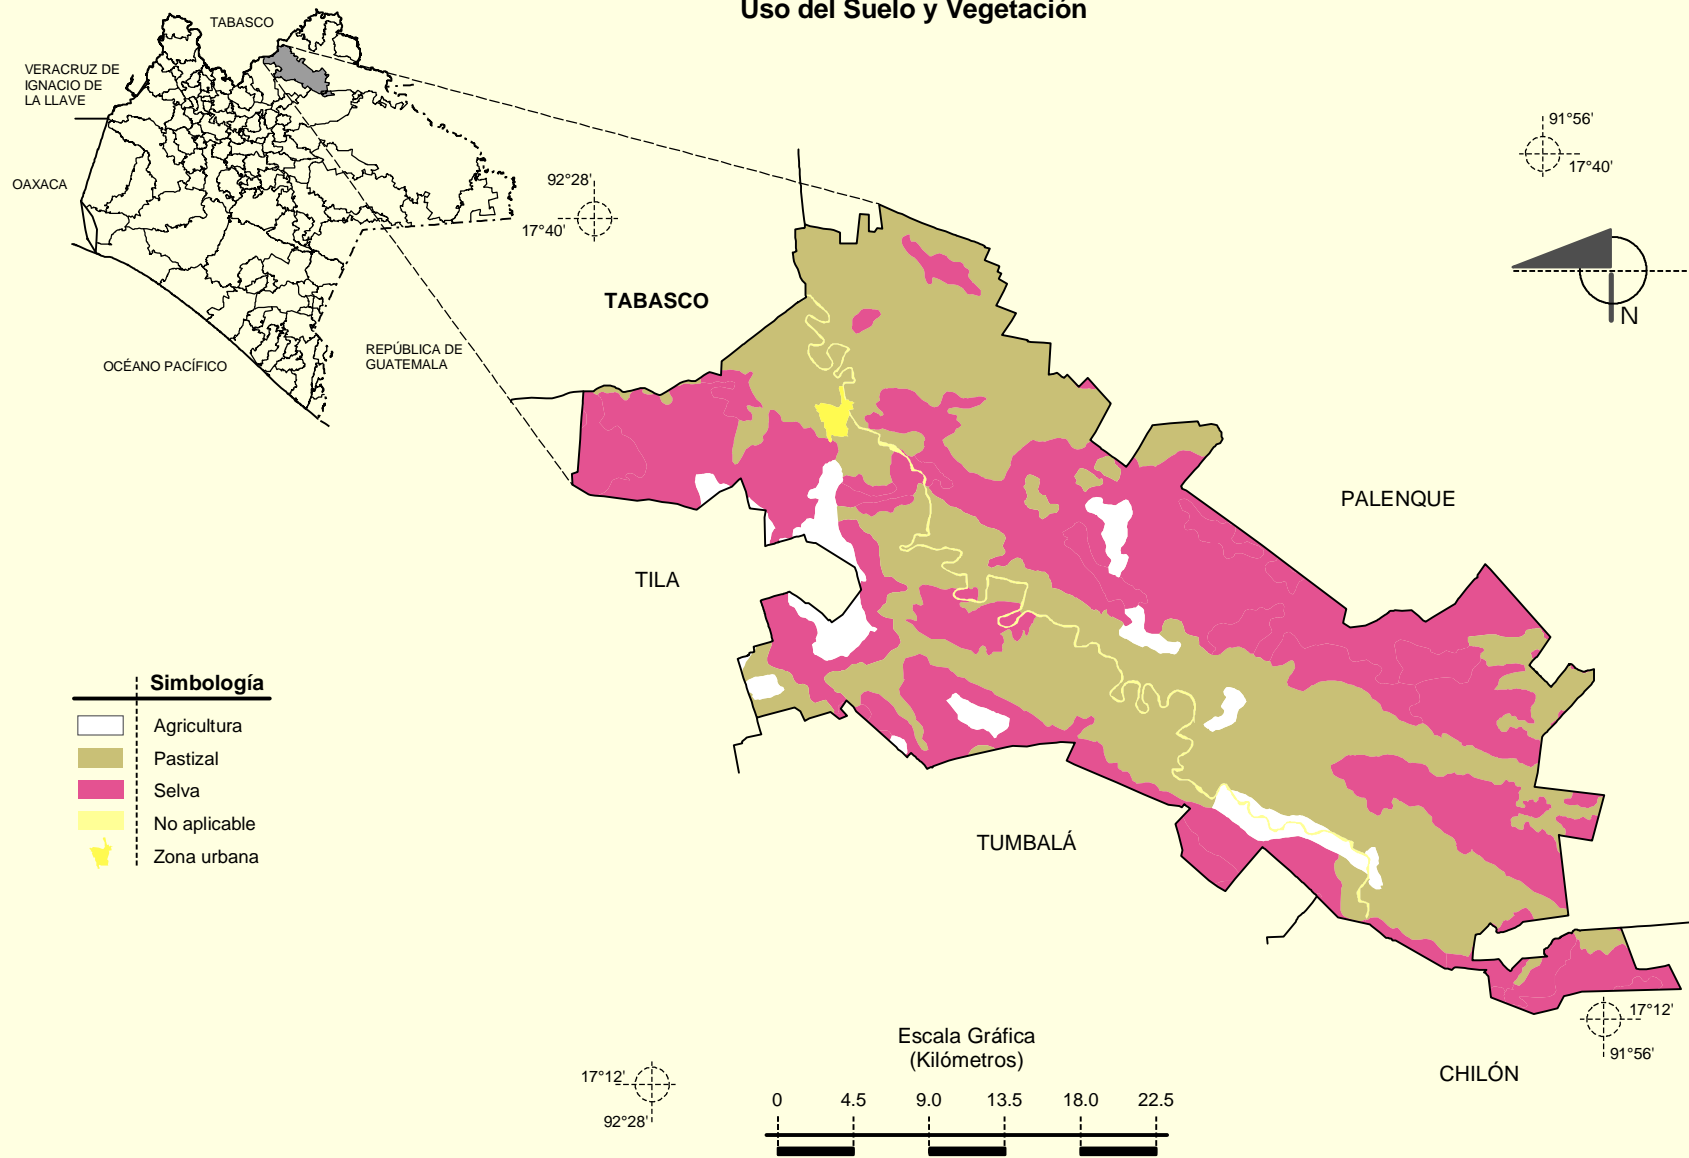 Uso del Suelo y Vegetación
TABASCO
VERACRUZ DE
IGNACIO DE
LA LLAVE
OAXACA
OCÉANO PACÍFICO
REPÚBLICA DE
GUATEMALA
92°28'
17°40'
91°56'
17°40'
N
TABASCO
PALENQUE
TILA
TUMBALÁ
CHILÓN
Simbología
Agricultura
Pastizal
Selva
No aplicable
Zona urbana
17°12'
91°56'
17°12'
92°28'
Escala Gráfica
(Kilómetros)
0 4.5 9.0 13.5 18.0 22.5